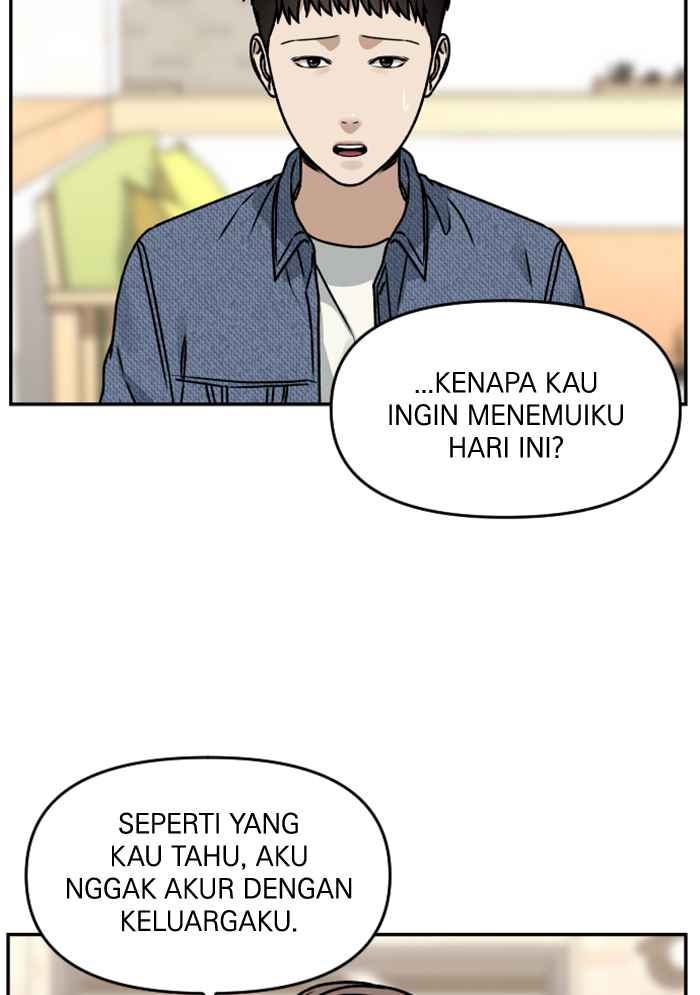 ...KENAPA KAU
INGIN MENEMUIKU
HARI INI?
SEPERTI YANG
KAU TAHU, AKU
NGGAK AKUR DENGAN
KELUARGAKU.